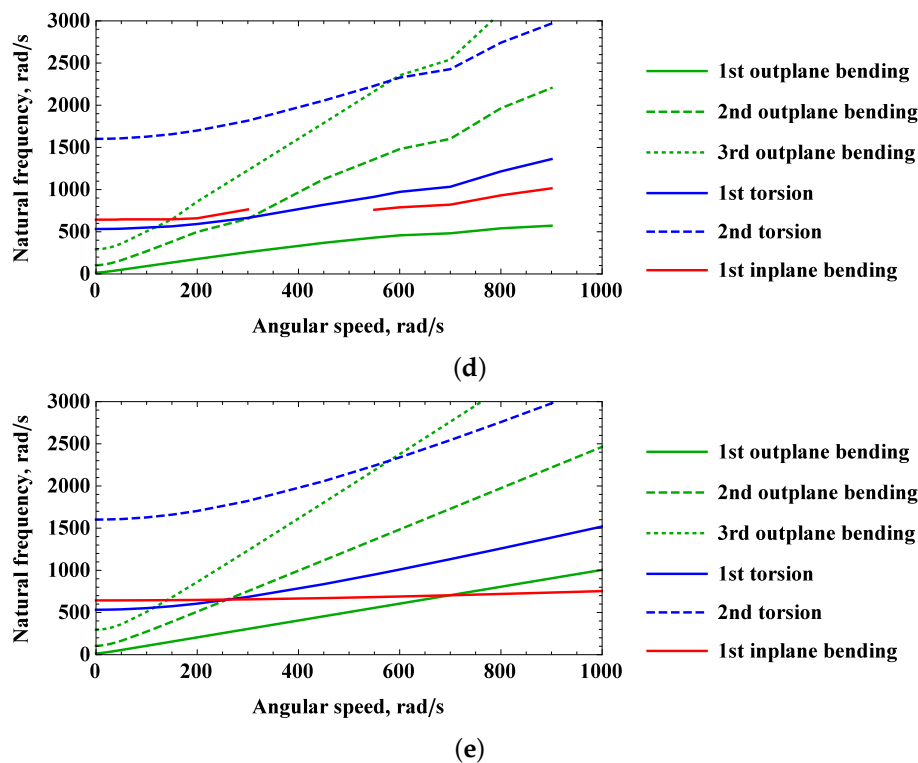 3000
2500
2000
1500
1000
500
0
Natural frequency, rad/s
0 200 400 600 800 1000
Angular speed, rad/s
1st outplane bending
2nd outplane bending
3rd outplane bending
1st torsion
2nd torsion
1st inplane bending
(d)
3000
2500
2000
1500
1000
500
0
Natural frequency, rad/s
0 200 400 600 800 1000
Angular speed, rad/s
1st outplane bending
2nd outplane bending
3rd outplane bending
1st torsion
2nd torsion
1st inplane bending
(e)